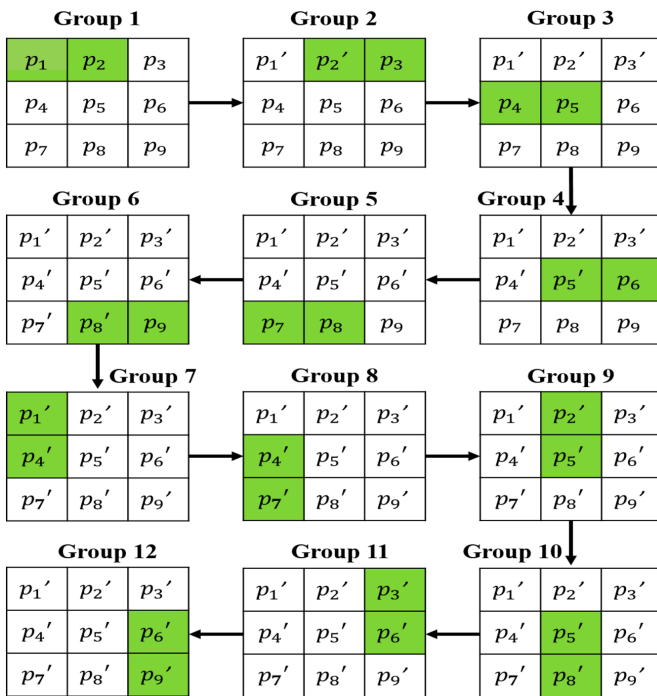 Group 1
p₁ p₂ p₃
p₄ p₅ p₆
p₇ p₈ p₉
Group 2
p₁′ p₂′ p₃
p₄ p₅ p₆
p₇ p₈ p₉
Group 3
p₁′ p₂′ p₃′
p₄ p₅ p₆
p₇ p₈ p₉
Group 6
p₁′ p₂′ p₃′
p₄′ p₅′ p₆′
p₇′ p₈′ p₉
Group 5
p₁′ p₂′ p₃′
p₄′ p₅′ p₆′
p₇ p₈ p₉
Group 4
p₁′ p₂′ p₃′
p₄′ p₅′ p₆
p₇ p₈ p₉
Group 7
p₁′ p₂′ p₃′
p₄′ p₅′ p₆′
p₇′ p₈′ p₉′
Group 8
p₁′ p₂′ p₃′
p₄′ p₅′ p₆′
p₇′ p₈′ p₉′
Group 9
p₁′ p₂′ p₃′
p₄′ p₅′ p₆′
p₇′ p₈′ p₉′
Group 12
p₁′ p₂′ p₃′
p₄′ p₅′ p₆′
p₇′ p₈′ p₉′
Group 11
p₁′ p₂′ p₃′
p₄′ p₅′ p₆′
p₇′ p₈′ p₉′
Group 10
p₁′ p₂′ p₃′
p₄′ p₅′ p₆′
p₇′ p₈′ p₉′